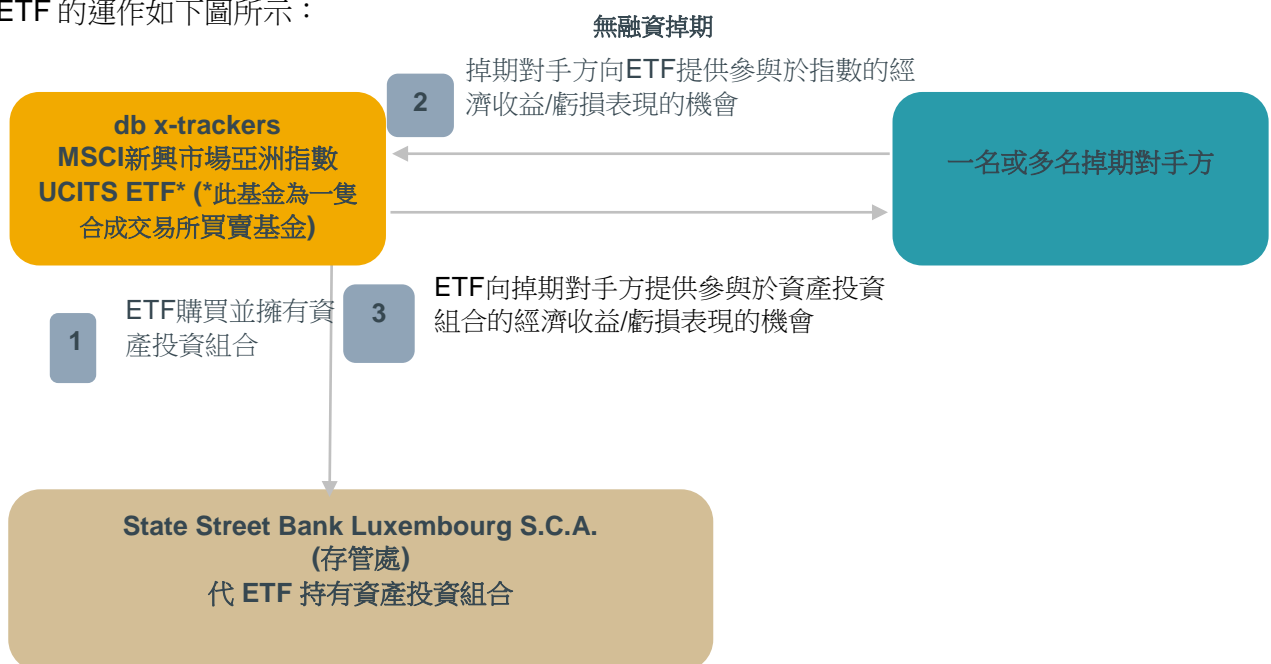 ETF 的運作如下圖所示：
無融資掉期
2
掉期對手方向ETF提供參與於指數的經
濟收益/虧損表現的機會
db x-trackers
MSCI新興市場亞洲指數
UCITS ETF* (*此基金為一隻
合成交易所買賣基金)
一名或多名掉期對手方
1
ETF購買並擁有資
產投資組合
3
ETF向掉期對手方提供參與於資產投資
組合的經濟收益/虧損表現的機會
State Street Bank Luxembourg S.C.A.
(存管處)
代 ETF 持有資產投資組合